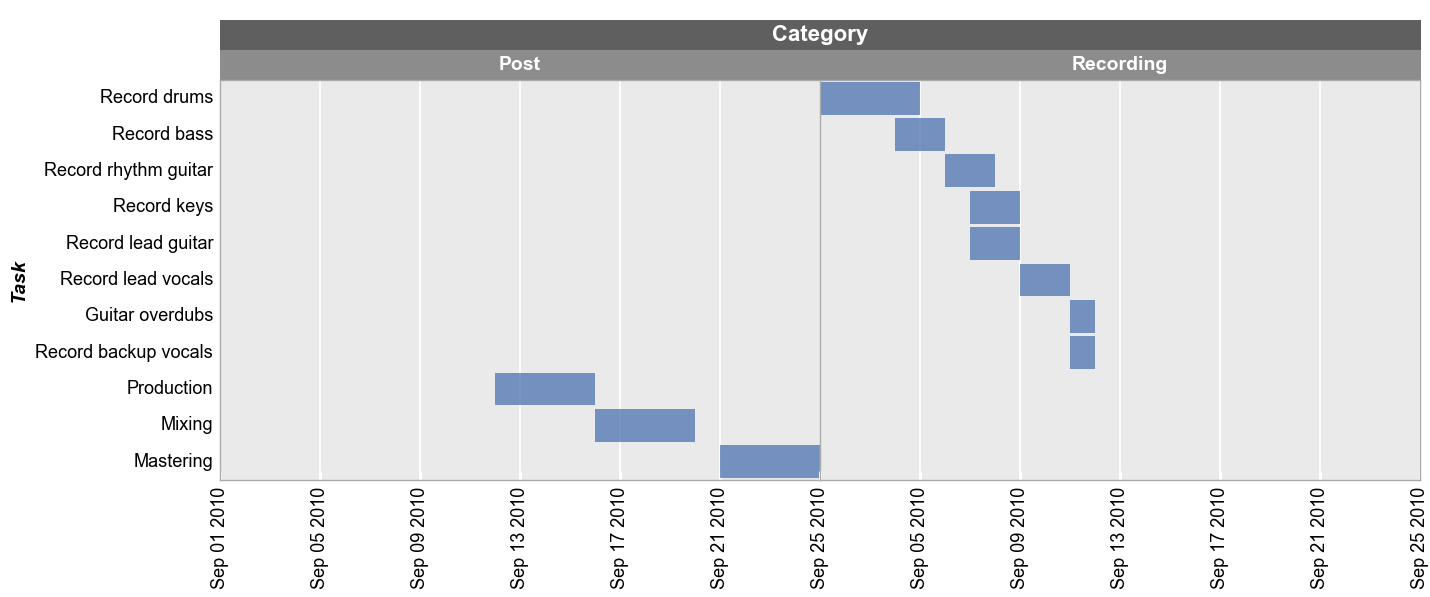 Category
Post
Recording
Task
Record drums
Record bass
Record rhythm guitar
Record keys
Record lead guitar
Record lead vocals
Guitar overdubs
Record backup vocals
Production
Mixing
Mastering
Sep 01 2010
Sep 05 2010
Sep 09 2010
Sep 13 2010
Sep 17 2010
Sep 21 2010
Sep 25 2010
Sep 05 2010
Sep 09 2010
Sep 13 2010
Sep 17 2010
Sep 21 2010
Sep 25 2010